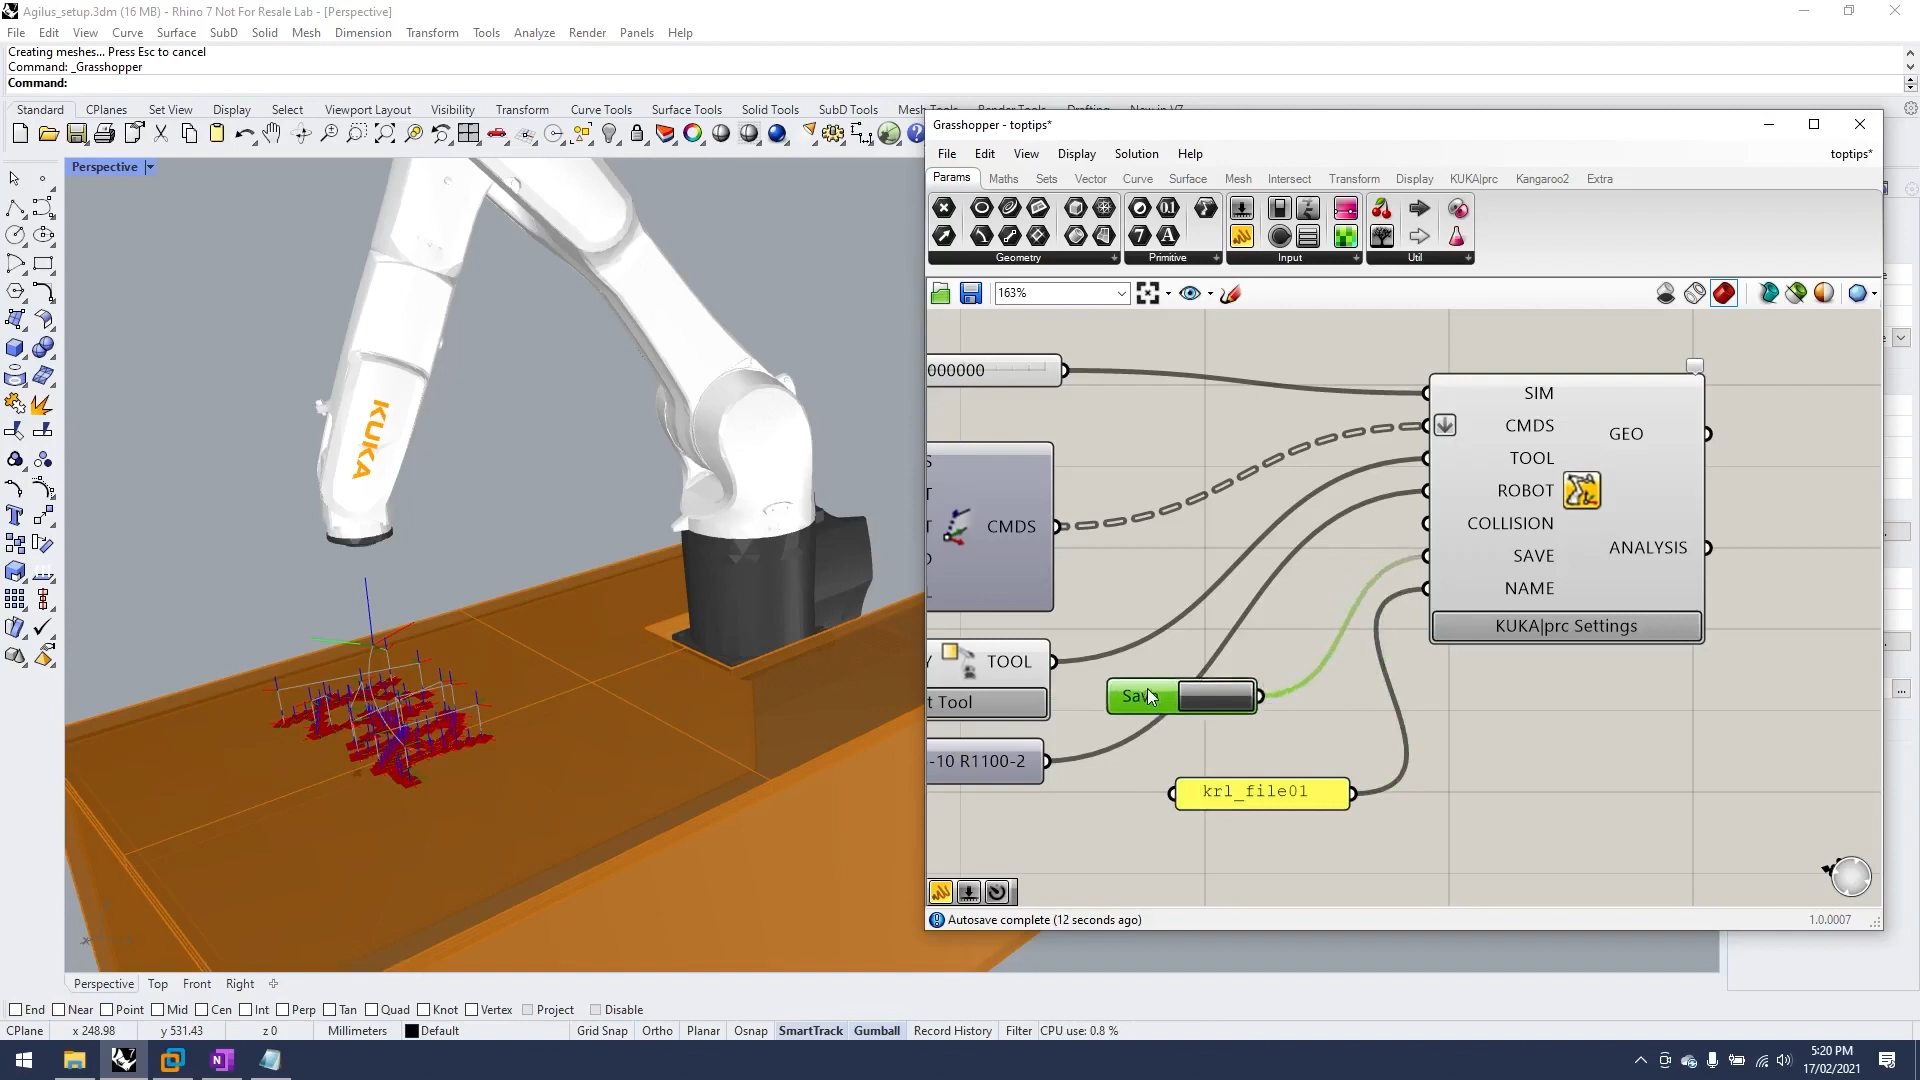 Agilus_setup.3dm (16 MB) - Rhino 7 Not For Resale Lab - [Perspective]
File Edit View Curve Surface SubD Solid Mesh Dimension Transform Tools Analyze Render Panels Help
Creating meshes... Press Esc to cancel
Command: _Grasshopper
Command:
Standard CPlanes Set View Display Select Viewport Layout Visibility Transform Curve Tools Surface Tools Solid Tools SubD Tools Mesh Tools Render Tools Drafting New in V7
Perspective
KUKA
Grasshopper - toptips*
File Edit View Display Solution Help toptips*
Params Maths Sets Vector Curve Surface Mesh Intersect Transform Display KUKA|prc Kangaroo2 Extra
Geometry Primitive Input Util
163%
000000
SIM
CMDS
TOOL
ROBOT
COLLISION
SAVE
NAME
GEO
ANALYSIS
KUKA|prc Settings
CMDS
TOOL
t Tool
-10 R1100-2
krl_file01
Autosave complete (12 seconds ago)
1.0.0007
Perspective Top Front Right
End Near Point Mid Cen Int Perp Tan Quad Knot Vertex Project Disable
CPlane x 248.98 y 531.43 z 0 Millimeters Default Grid Snap Ortho Planar Osnap SmartTrack Gumball Record History Filter CPU use: 0.8 %
5:20 PM
17/02/2021